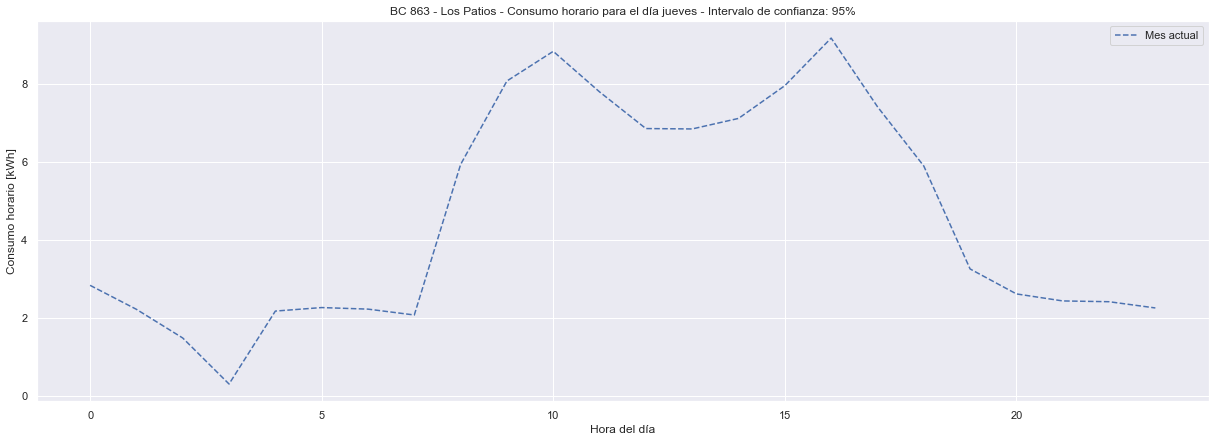 BC 863 - Los Patios - Consumo horario para el día jueves - Intervalo de confianza: 95%
Mes actual
Consumo horario [kWh]
8
6
4
2
0
0 5 10 15 20
Hora del día